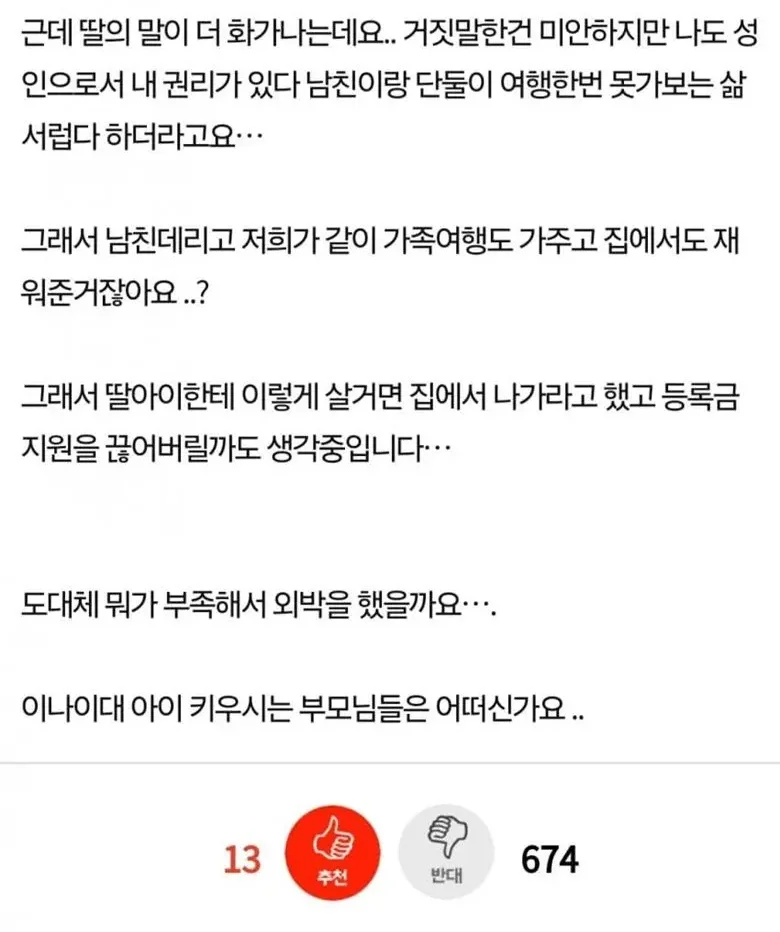 근데 딸의 말이 더 화가나는데요.. 거짓말한건 미안하지만 나도 성
인으로서 내 권리가 있다 남친이랑 단둘이 여행한번 못가보는 삶
서럽다 하더라고요…
그래서 남친데리고 저희가 같이 가족여행도 가주고 집에서도 재
워준거잖아요 ..?
그래서 딸아이한테 이렇게 살거면 집에서 나가라고 했고 등록금
지원을 끊어버릴까도 생각중입니다…
도대체 뭐가 부족해서 외박을 했을까요….
이나이대 아이 키우시는 부모님들은 어떠신가요 ..
13 추천 반대 674